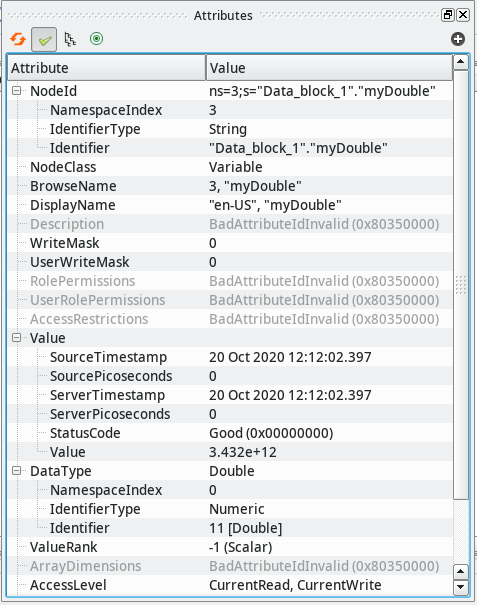 Attributes
Attribute Value
NodeId ns=3;s="Data_block_1"."myDouble"
NamespaceIndex 3
IdentifierType String
Identifier "Data_block_1"."myDouble"
NodeClass Variable
BrowseName 3, "myDouble"
DisplayName "en-US", "myDouble"
Description BadAttributeIdInvalid (0x80350000)
WriteMask 0
UserWriteMask 0
RolePermissions BadAttributeIdInvalid (0x80350000)
UserRolePermissions BadAttributeIdInvalid (0x80350000)
AccessRestrictions BadAttributeIdInvalid (0x80350000)
Value
SourceTimestamp 20 Oct 2020 12:12:02.397
SourcePicoseconds 0
ServerTimestamp 20 Oct 2020 12:12:02.397
ServerPicoseconds 0
StatusCode Good (0x00000000)
Value 3.432e+12
DataType Double
NamespaceIndex 0
IdentifierType Numeric
Identifier 11 [Double]
ValueRank -1 (Scalar)
ArrayDimensions BadAttributeIdInvalid (0x80350000)
AccessLevel CurrentRead, CurrentWrite